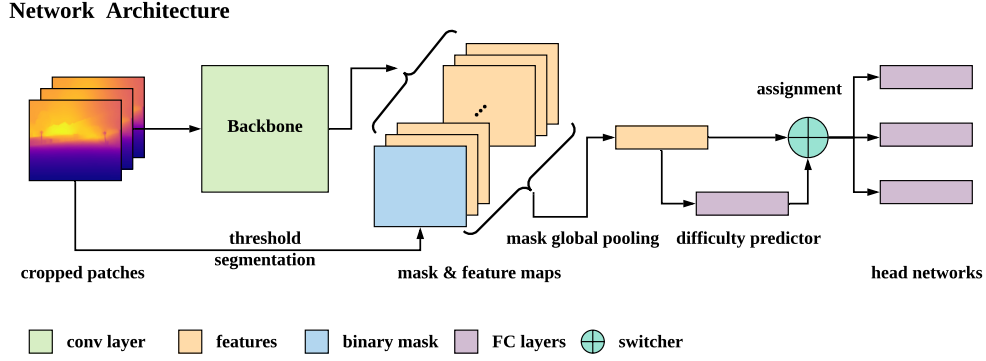 Network Architecture
Backbone
assignment
threshold
segmentation
mask global pooling
difficulty predictor
cropped patches
mask & feature maps
head networks
conv layer
features
binary mask
FC layers
switcher